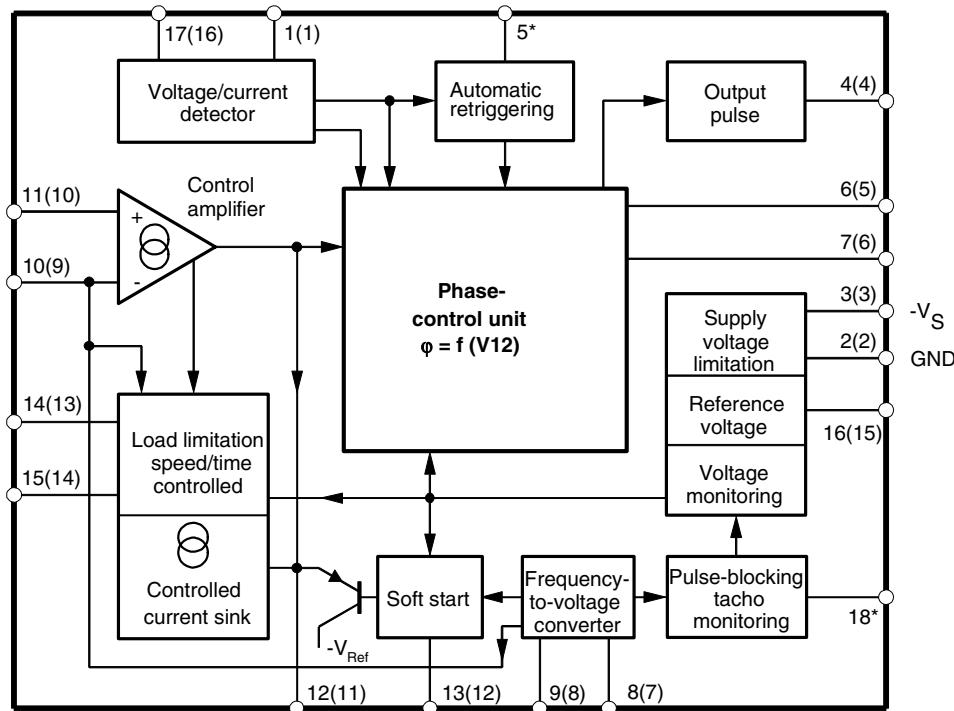 17(16)
1(1)
5*
Voltage/current
detector
Automatic
retriggering
Output
pulse
4(4)
11(10)
Control
amplifier
+
-
10(9)
6(5)
7(6)
Phase-
control unit
φ = f (V12)
3(3)
-VS
Supply
voltage
limitation
2(2)
GND
Reference
voltage
16(15)
Voltage
monitoring
14(13)
Load limitation
speed/time
controlled
15(14)
Controlled
current sink
-VRef
Soft start
Frequency-
to-voltage
converter
Pulse-blocking
tacho
monitoring
18*
12(11)
13(12)
9(8)
8(7)